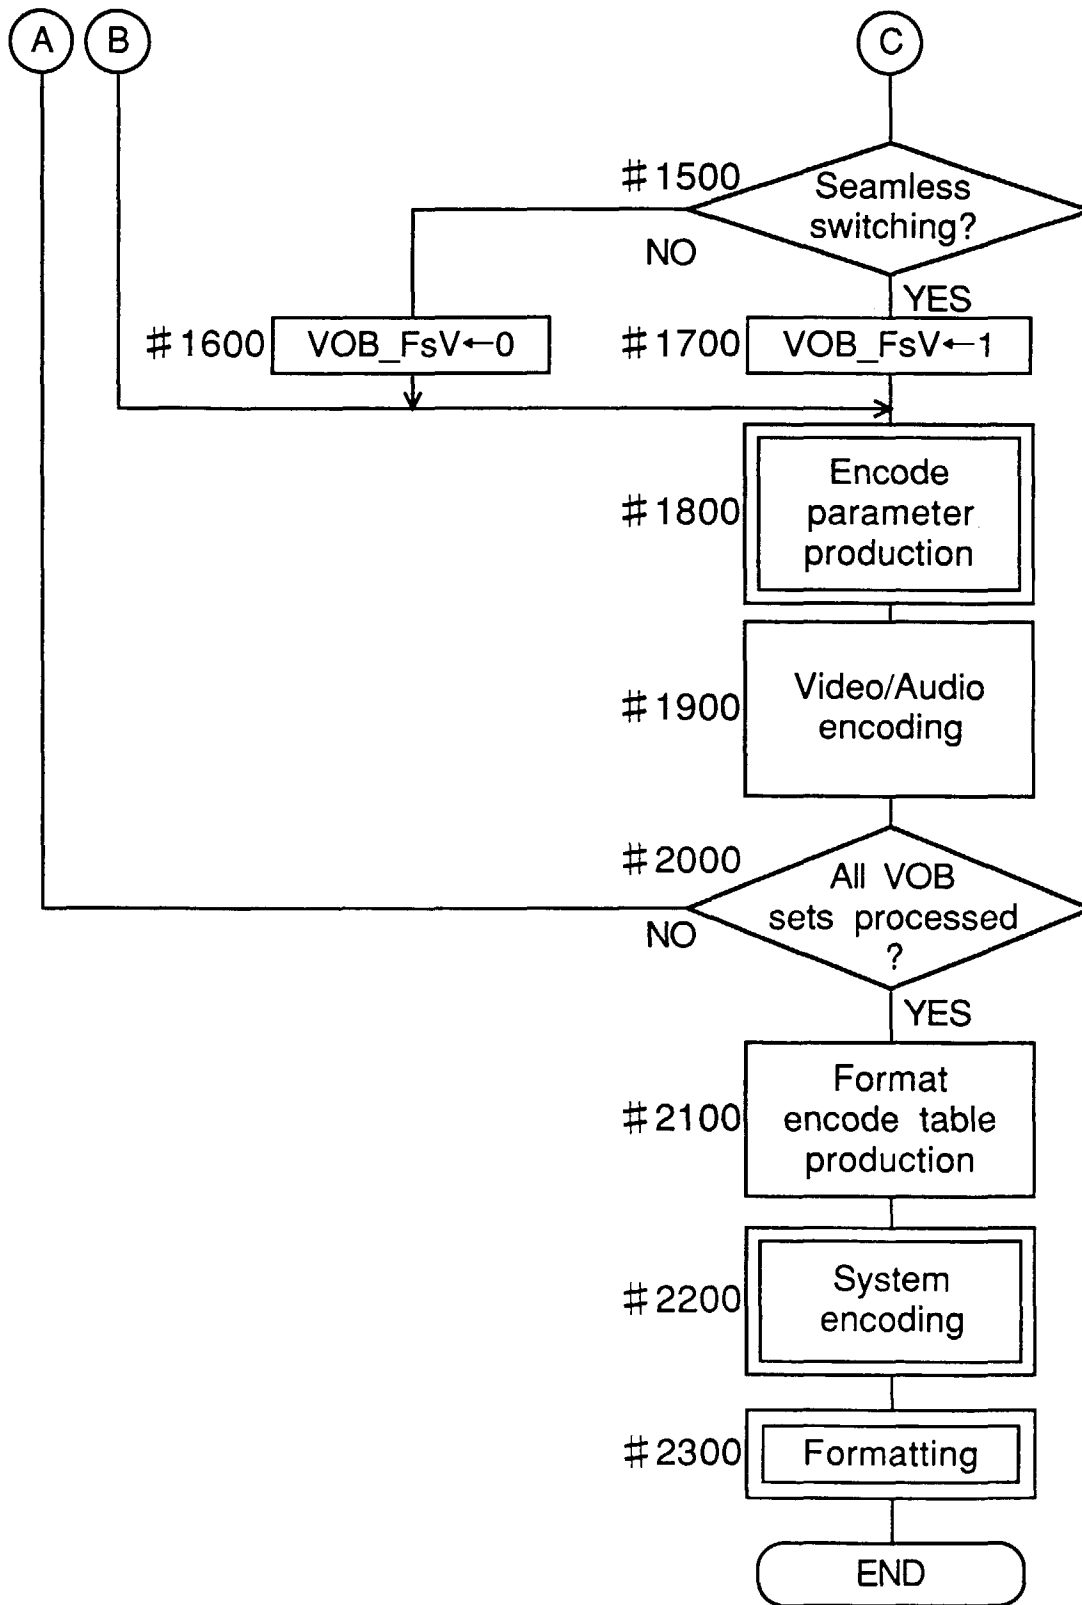 A B C
#1500
Seamless
switching?
NO
YES
#1600 VOB_FsV←0
#1700 VOB_FsV←1
#1800
Encode
parameter
production
#1900
Video/Audio
encoding
#2000
All VOB
sets processed
?
NO
YES
#2100
Format
encode table
production
#2200
System
encoding
#2300 Formatting
END